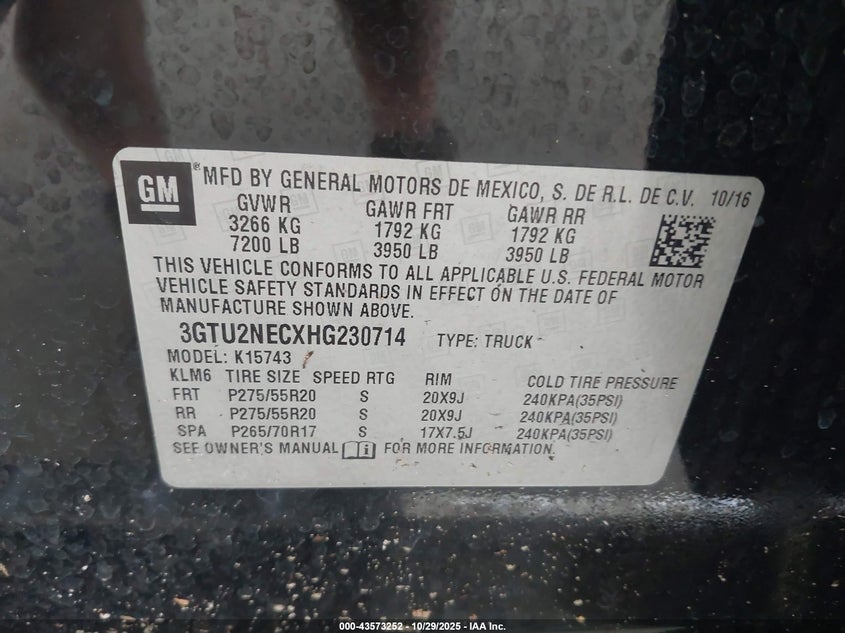 GM ® MFD BY GENERAL MOTORS DE MEXICO, S. DE R.L. DE C.V. 10/16
GVWR GAWR FRT GAWR RR
3266 KG 1792 KG 1792 KG
7200 LB 3950 LB 3950 LB
THIS VEHICLE CONFORMS TO ALL APPLICABLE U.S. FEDERAL MOTOR
VEHICLE SAFETY STANDARDS IN EFFECT ON THE DATE OF
MANUFACTURE SHOWN ABOVE.
3GTU2NECXHG230714 TYPE: TRUCK
MODEL: K15743
KLM6 TIRE SIZE SPEED RTG RIM COLD TIRE PRESSURE
FRT P275/55R20 S 20X9J 240KPA(35PSI)
RR P275/55R20 S 20X9J 240KPA(35PSI)
SPA P265/70R17 S 17X7.5J 240KPA(35PSI)
SEE OWNER'S MANUAL FOR MORE INFORMATION.
000-43573252 - 10/29/2025 - IAA Inc.